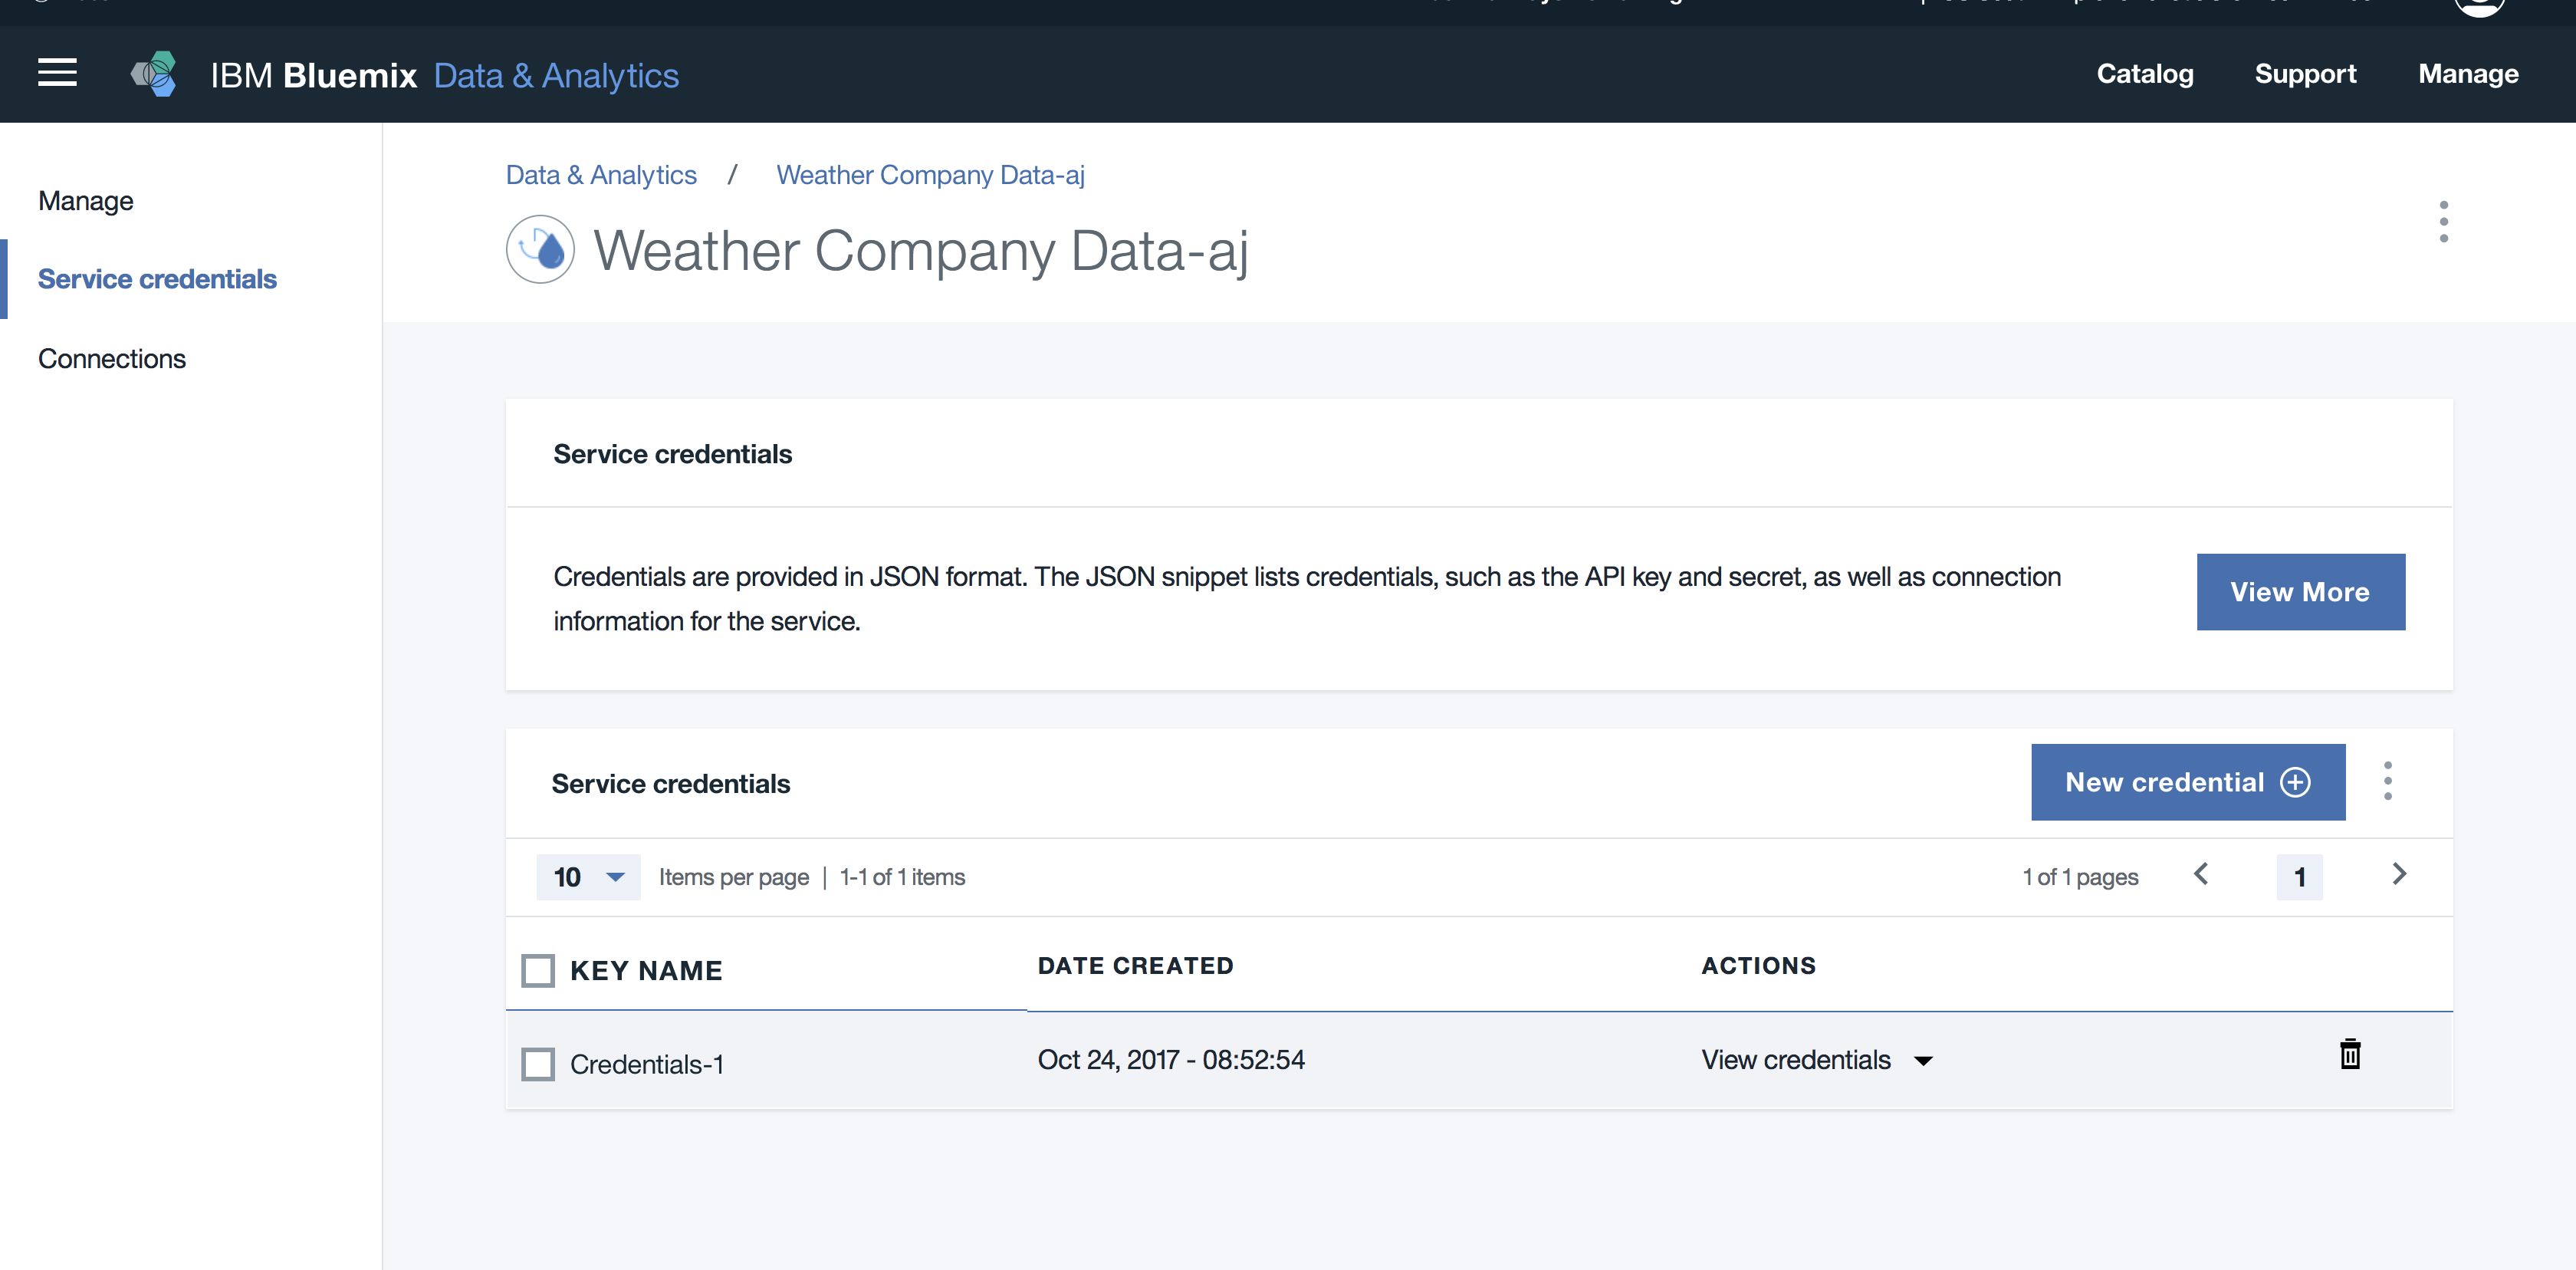 IBM Bluemix Data & Analytics
Catalog Support Manage
Manage
Service credentials
Connections
Data & Analytics / Weather Company Data-aj
Weather Company Data-aj
Service credentials
Credentials are provided in JSON format. The JSON snippet lists credentials, such as the API key and secret, as well as connection
information for the service.
View More
Service credentials
New credential
10 Items per page | 1-1 of 1 items
1 of 1 pages 1
KEY NAME DATE CREATED ACTIONS
Credentials-1 Oct 24, 2017 - 08:52:54 View credentials